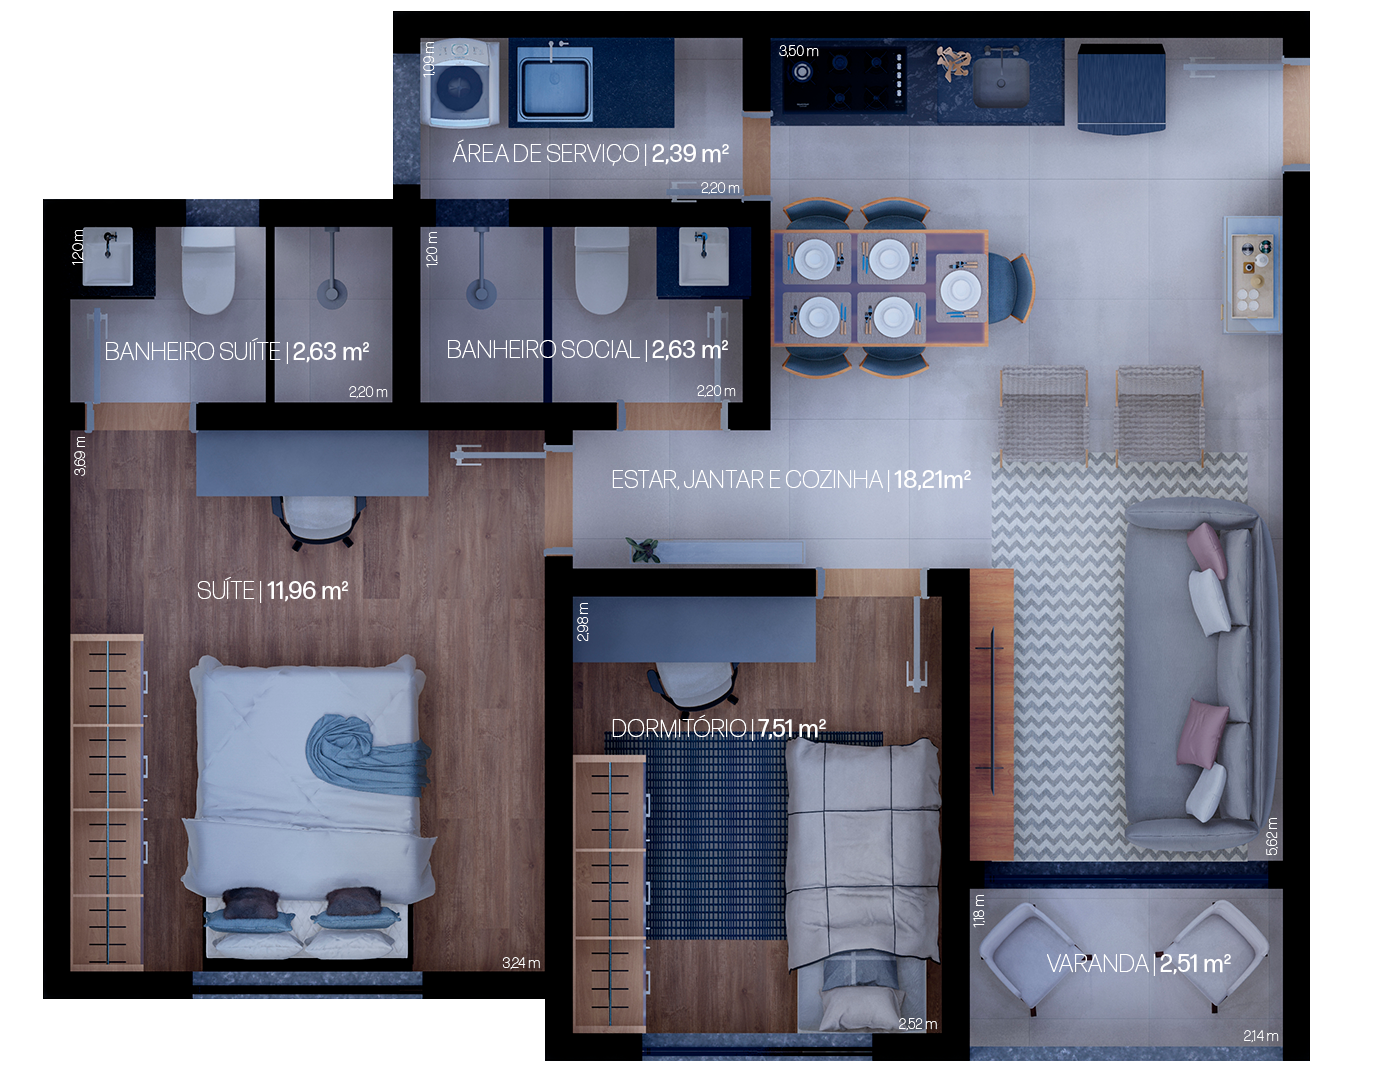 1,09 m
3,50 m
ÁREA DE SERVIÇO | 2,39 m²
2,20 m
1,20 m
1,20 m
BANHEIRO SUÍÍTE | 2,63 m²
BANHEIRO SOCIAL | 2,63 m²
2,20 m
2,20 m
3,69 m
ESTAR, JANTAR E COZINHA | 18,21m²
SUÍTE | 11,96 m²
2,98 m
DORMITÓRIO | 7,51 m²
5,62 m
1,18 m
3,24 m
VARANDA | 2,51 m²
2,52 m
2,14 m